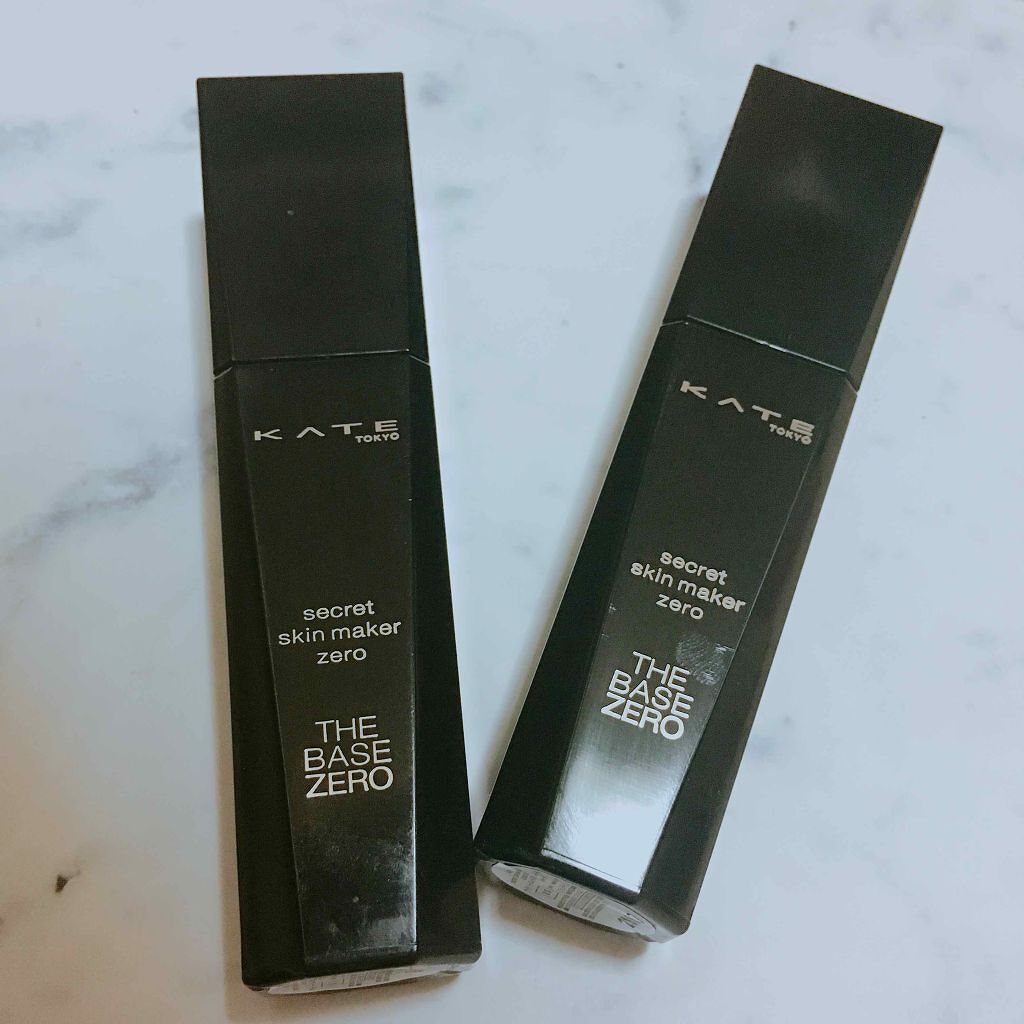 KATE
TOKYO
secret
skin maker
zero
THE
BASE
ZERO
KATE
TOKYO
secret
skin maker
zero
THE
BASE
ZERO